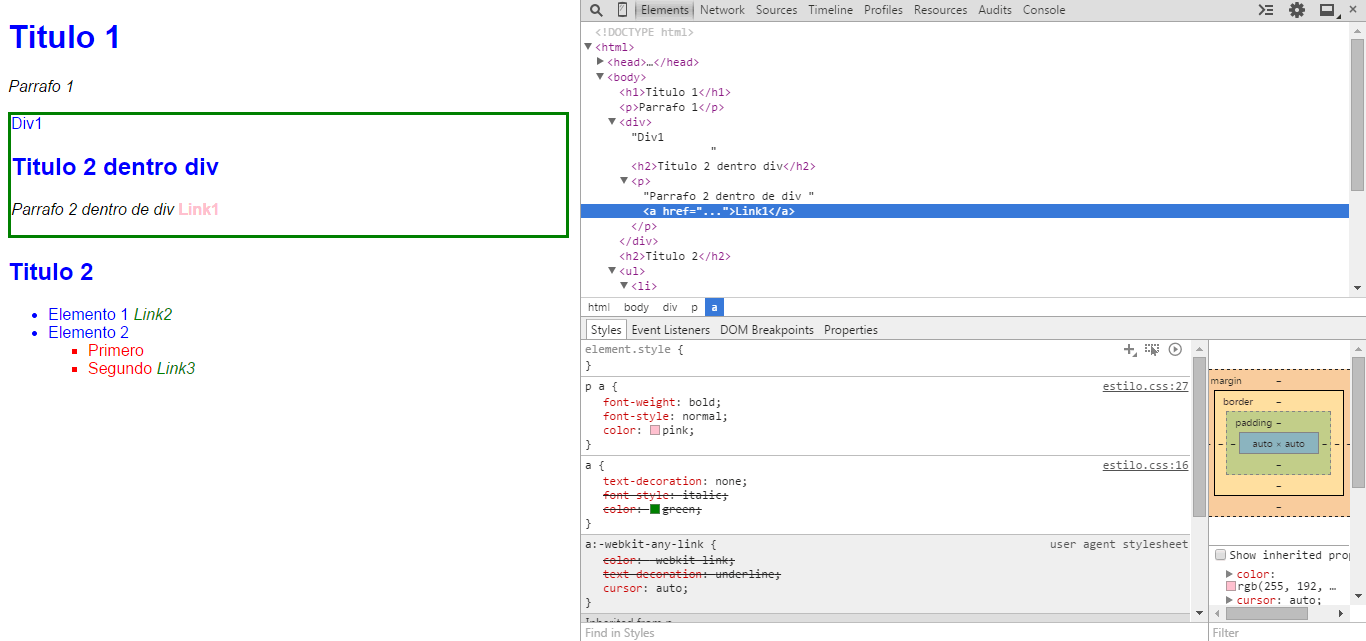 Titulo 1
Parrafo 1
Div1
Titulo 2 dentro div
Parrafo 2 dentro de div Link1
Titulo 2
Elemento 1 Link2
Elemento 2
Primero
Segundo Link3
Elements Network Sources Timeline Profiles Resources Audits Console
<!DOCTYPE html>
<html>
<head>…</head>
<body>
<h1>Titulo 1</h1>
<p>Parrafo 1</p>
<div>
"Div1
"
<h2>Titulo 2 dentro div</h2>
<p>
"Parrafo 2 dentro de div "
<a href="...">Link1</a>
</p>
</div>
<h2>Titulo 2</h2>
<ul>
<li>
html body div p a
Styles Event Listeners DOM Breakpoints Properties
element.style {
}
p a { estilo.css:27
font-weight: bold;
font-style: normal;
color: pink;
}
a { estilo.css:16
text-decoration: none;
font-style: italic;
color: green;
}
a:-webkit-any-link { user agent stylesheet
color: -webkit-link;
text-decoration: underline;
cursor: auto;
}
Inherited from p
Find in Styles
margin –
border –
padding –
– – – auto × auto – – –
–
–
–
Show inherited pro
color:
rgb(255, 192, …
cursor: auto;
Filter